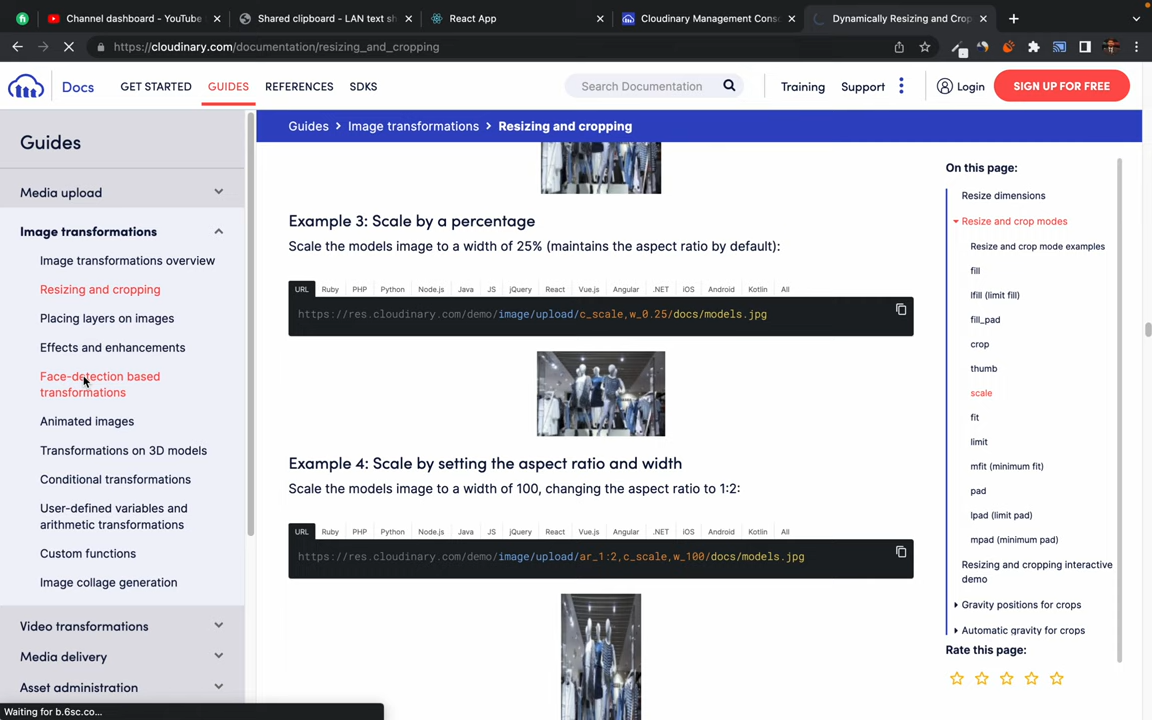 Channel dashboard - YouTube
Shared clipboard - LAN text sh
React App
Cloudinary Management Conso
Dynamically Resizing and Crop
https://cloudinary.com/documentation/resizing_and_cropping
Docs
GET STARTED
GUIDES
REFERENCES
SDKS
Search Documentation
Training
Support
Login
SIGN UP FOR FREE
Guides
Media upload
Image transformations
Image transformations overview
Resizing and cropping
Placing layers on images
Effects and enhancements
Face-detection based
transformations
Animated images
Transformations on 3D models
Conditional transformations
User-defined variables and
arithmetic transformations
Custom functions
Image collage generation
Video transformations
Media delivery
Asset administration
Waiting for b.6sc.co...
Guides > Image transformations > Resizing and cropping
Example 3: Scale by a percentage
Scale the models image to a width of 25% (maintains the aspect ratio by default):
URL Ruby PHP Python Node.js Java JS jQuery React Vue.js Angular .NET iOS Android Kotlin All
https://res.cloudinary.com/demo/image/upload/c_scale,w_0.25/docs/models.jpg
Example 4: Scale by setting the aspect ratio and width
Scale the models image to a width of 100, changing the aspect ratio to 1:2:
URL Ruby PHP Python Node.js Java JS jQuery React Vue.js Angular .NET iOS Android Kotlin All
https://res.cloudinary.com/demo/image/upload/ar_1:2,c_scale,w_100/docs/models.jpg
On this page:
Resize dimensions
Resize and crop modes
Resize and crop mode examples
fill
lfill (limit fill)
fill_pad
crop
thumb
scale
fit
limit
mfit (minimum fit)
pad
lpad (limit pad)
mpad (minimum pad)
Resizing and cropping interactive
demo
Gravity positions for crops
Automatic gravity for crops
Rate this page: